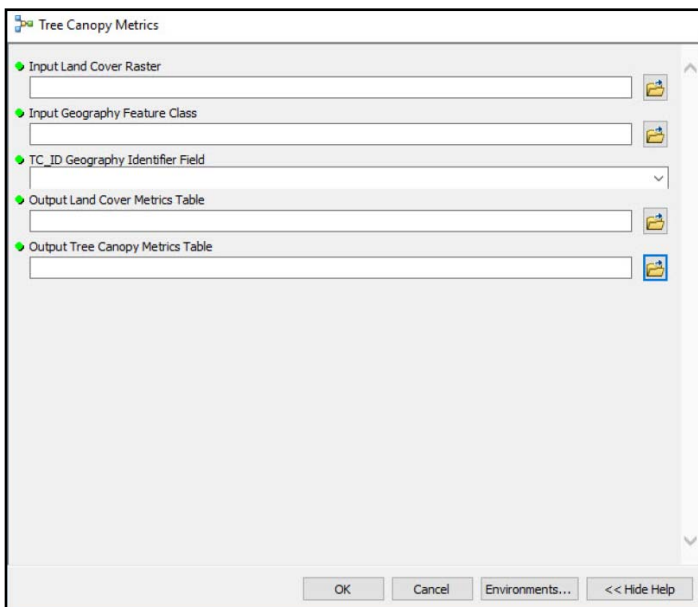 Tree Canopy Metrics
Input Land Cover Raster
Input Geography Feature Class
TC_ID Geography Identifier Field
Output Land Cover Metrics Table
Output Tree Canopy Metrics Table
OK Cancel Environments... << Hide Help